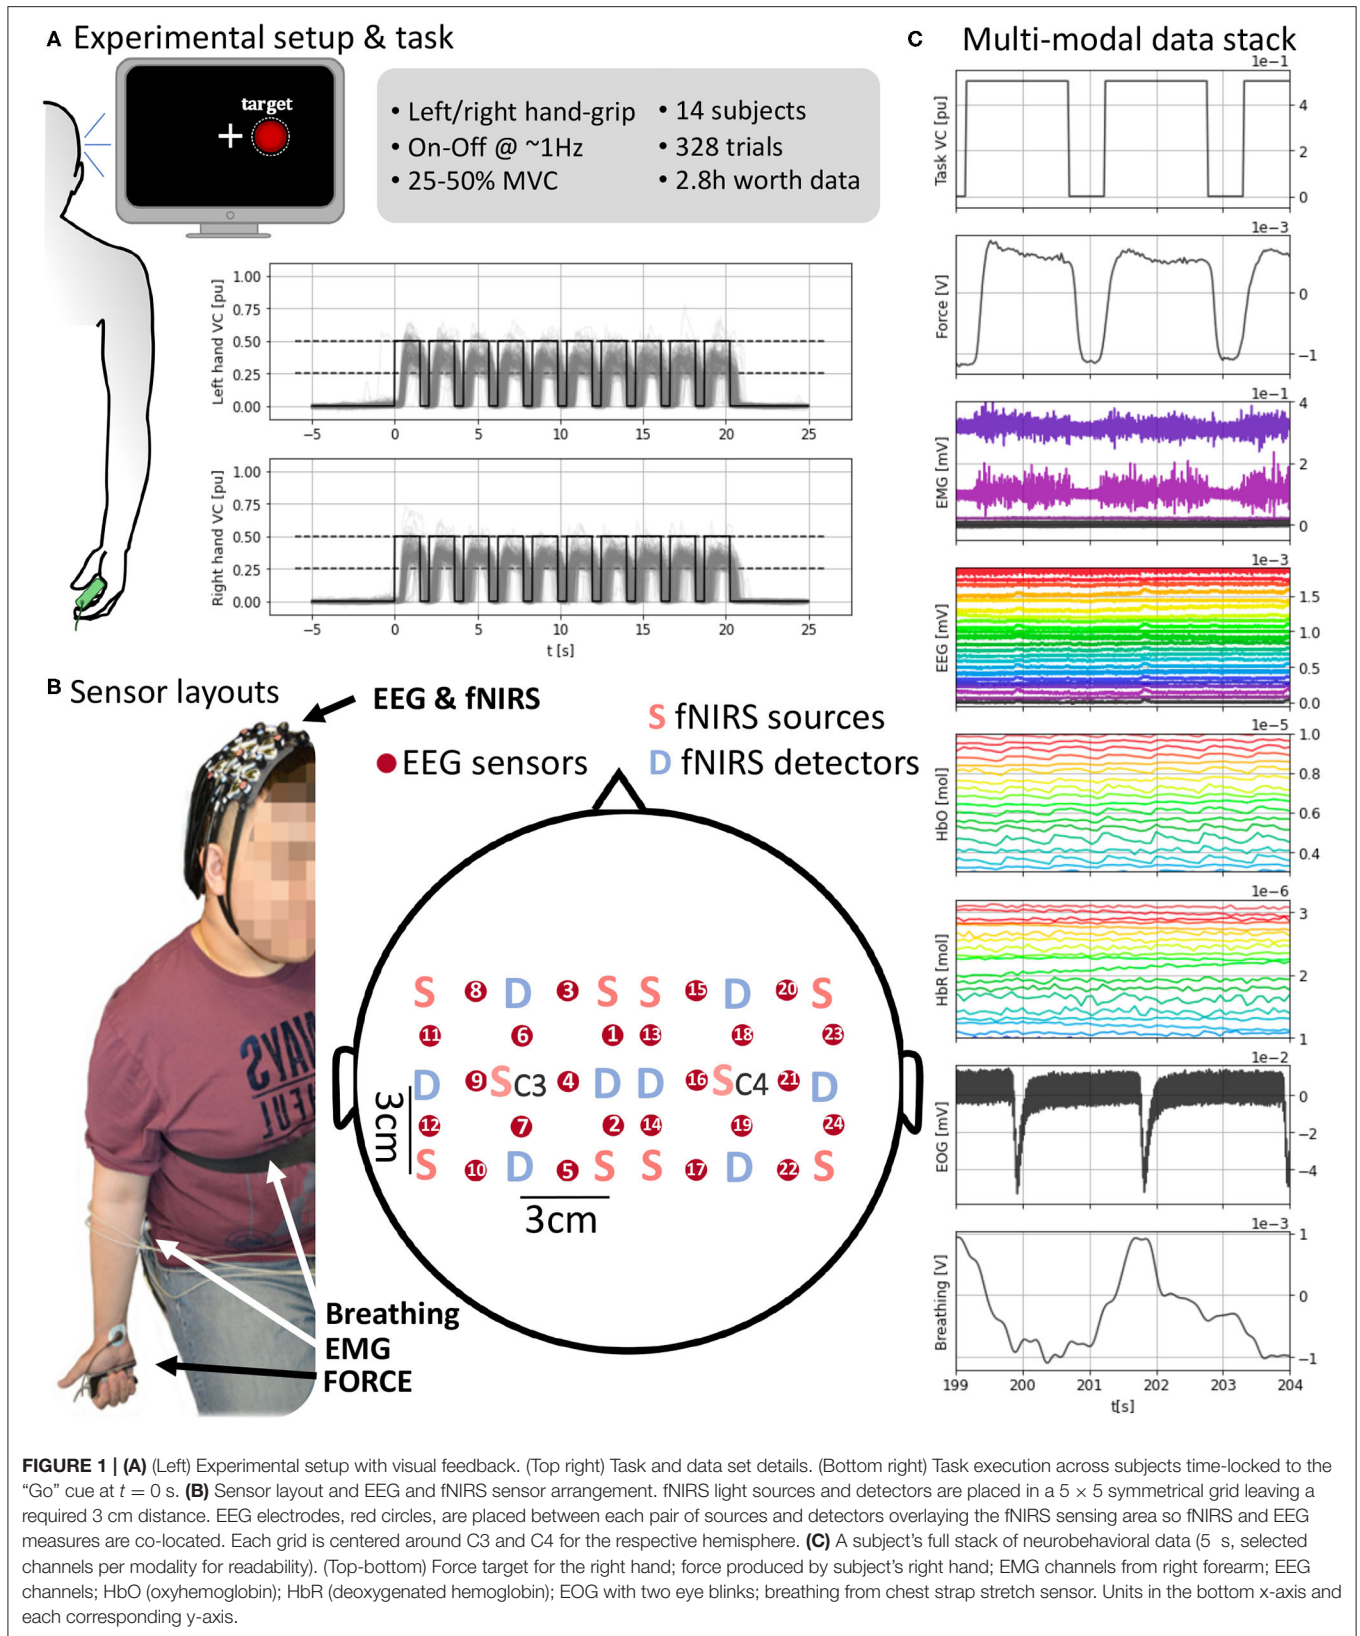 A Experimental setup & task
target
• Left/right hand-grip
• On-Off @ ~1Hz
• 25-50% MVC
• 14 subjects
• 328 trials
• 2.8h worth data
Left hand VC [pu]
1.00
0.75
0.50
0.25
0.00
−5 0 5 10 15 20 25
Right hand VC [pu]
1.00
0.75
0.50
0.25
0.00
−5 0 5 10 15 20 25
t [s]
B Sensor layouts
EEG & fNIRS
S fNIRS sources
EEG sensors
D fNIRS detectors
S 8 D 3 S S 15 D 20 S
11 6 1 13 18 23
D 9 S C3 4 D D 16 S C4 21 D
3cm
12 7 2 14 19 24
S 10 D 5 S S 17 D 22 S
3cm
Breathing
EMG
FORCE
C Multi-modal data stack
1e−1
Task VC [pu]
4
2
0
1e−3
Force [V]
0
−1
1e−1
EMG [mV]
4
2
0
1e−3
EEG [mV]
1.5
1.0
0.5
0.0
1e−5
HbO [mol]
1.0
0.8
0.6
0.4
1e−6
HbR [mol]
3
2
1
1e−2
EOG [mV]
0
−2
−4
1e−3
Breathing [V]
1
0
−1
199 200 201 202 203 204
t[s]
FIGURE 1 | (A) (Left) Experimental setup with visual feedback. (Top right) Task and data set details. (Bottom right) Task execution across subjects time-locked to the
“Go” cue at t = 0 s. (B) Sensor layout and EEG and fNIRS sensor arrangement. fNIRS light sources and detectors are placed in a 5 × 5 symmetrical grid leaving a
required 3 cm distance. EEG electrodes, red circles, are placed between each pair of sources and detectors overlaying the fNIRS sensing area so fNIRS and EEG
measures are co-located. Each grid is centered around C3 and C4 for the respective hemisphere. (C) A subject’s full stack of neurobehavioral data (5 s, selected
channels per modality for readability). (Top-bottom) Force target for the right hand; force produced by subject’s right hand; EMG channels from right forearm; EEG
channels; HbO (oxyhemoglobin); HbR (deoxygenated hemoglobin); EOG with two eye blinks; breathing from chest strap stretch sensor. Units in the bottom x-axis and
each corresponding y-axis.